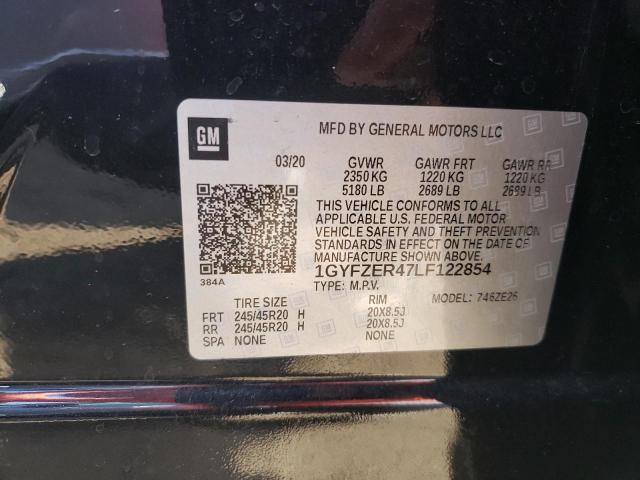 GM
MFD BY GENERAL MOTORS LLC
03/20 GVWR GAWR FRT GAWR RR
2350 KG 1220 KG 1220 KG
5180 LB 2689 LB 2689 LB
THIS VEHICLE CONFORMS TO ALL
APPLICABLE U.S. FEDERAL MOTOR
VEHICLE SAFETY AND THEFT PREVENTION
STANDARDS IN EFFECT ON THE DATE OF
MANUFACTURE SHOWN ABOVE.
384A 1GYFZER47LF122854
TYPE: M.P.V. MODEL: 746ZE26
TIRE SIZE RIM
FRT 245/45R20 H 20X8.5J
RR 245/45R20 H 20X8.5J
SPA NONE NONE